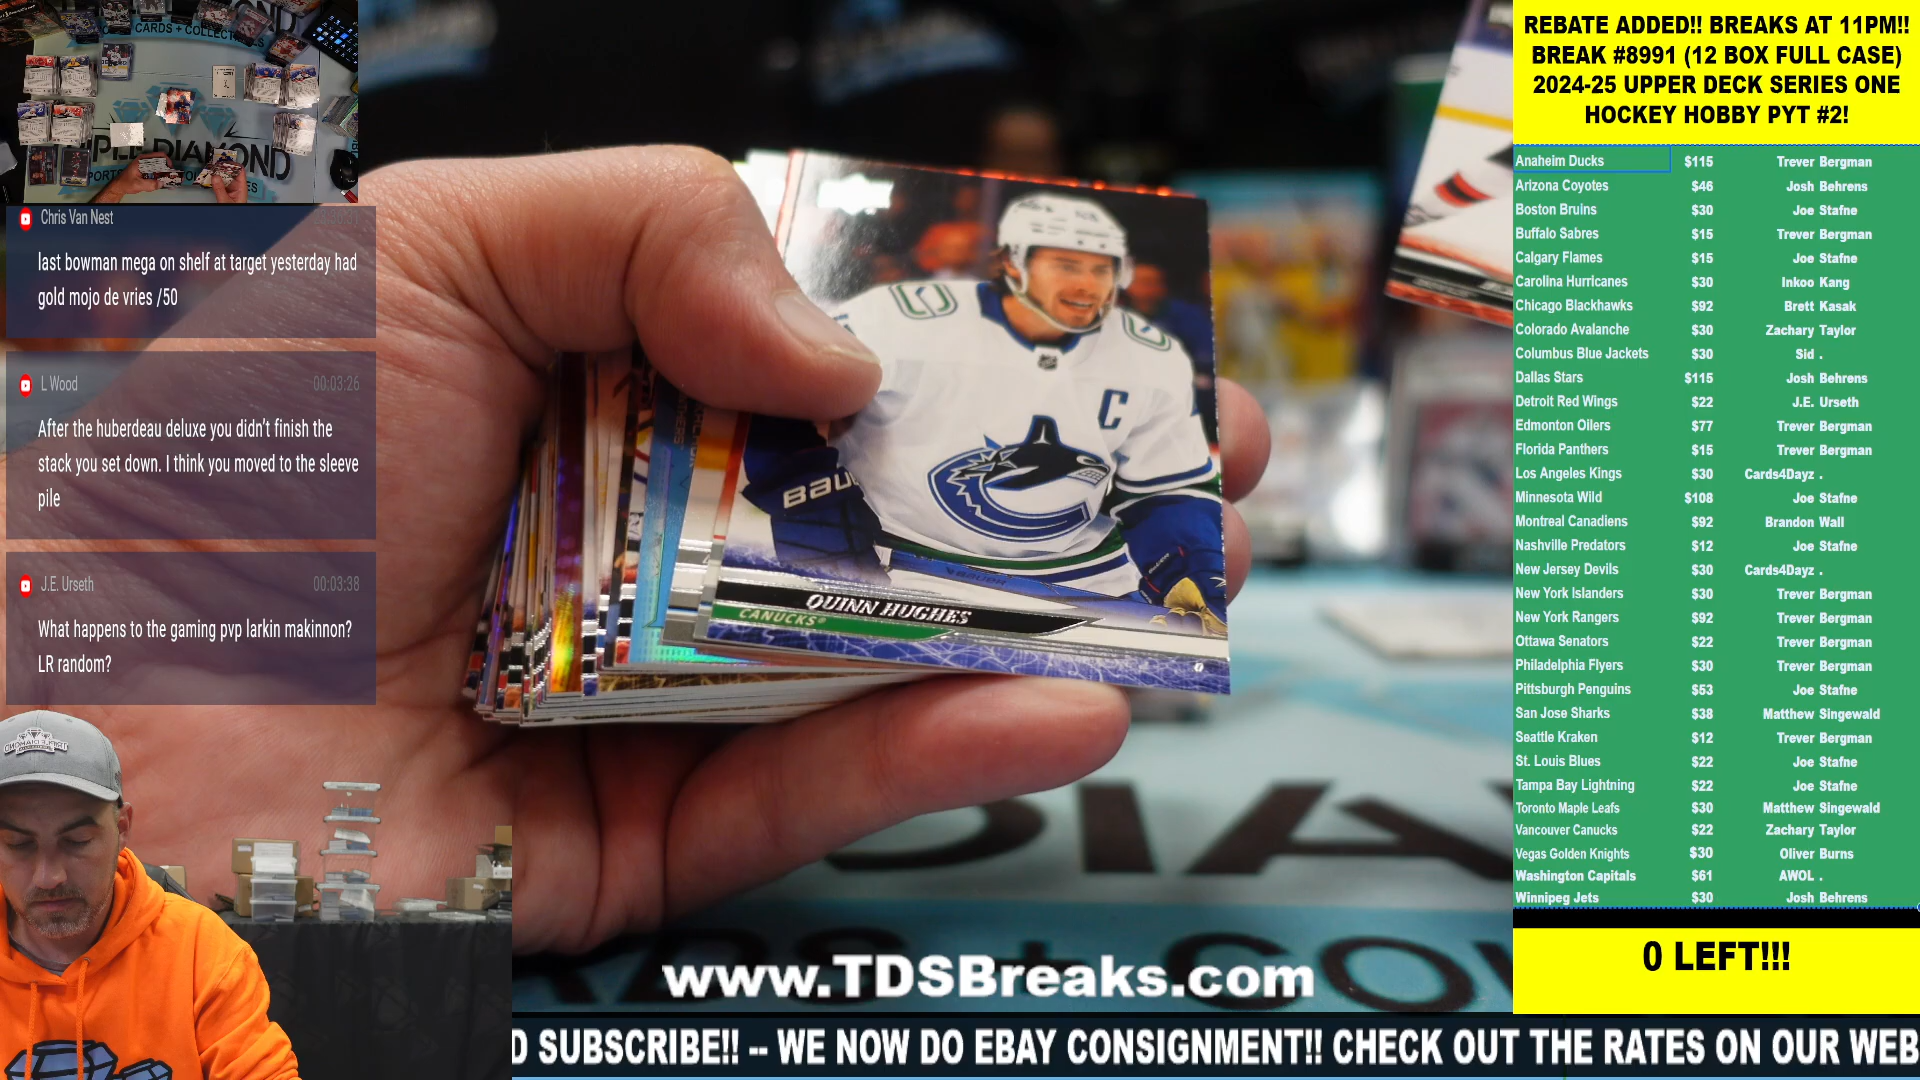 CARDS + COLLEC
Chris Van Nest
last bowman mega on shelf at target yesterday had
gold mojo de vries /50
L Wood 00:03:26
After the huberdeau deluxe you didn't finish the
stack you set down. I think you moved to the sleeve
pile
J.E. Urseth 00:03:38
What happens to the gaming pvp larkin makinnon?
LR random?
C
BAU
QUINN HUGHES
CANUCKS
www.TDSBreaks.com
D SUBSCRIBE!! -- WE NOW DO EBAY CONSIGNMENT!! CHECK OUT THE RATES ON OUR WEB
REBATE ADDED!! BREAKS AT 11PM!!
BREAK #8991 (12 BOX FULL CASE)
2024-25 UPPER DECK SERIES ONE
HOCKEY HOBBY PYT #2!
Anaheim Ducks $115 Trever Bergman
Arizona Coyotes $46 Josh Behrens
Boston Bruins $30 Joe Stafne
Buffalo Sabres $15 Trever Bergman
Calgary Flames $15 Joe Stafne
Carolina Hurricanes $30 Inkoo Kang
Chicago Blackhawks $92 Brett Kasak
Colorado Avalanche $30 Zachary Taylor
Columbus Blue Jackets $30 Sid .
Dallas Stars $115 Josh Behrens
Detroit Red Wings $22 J.E. Urseth
Edmonton Oilers $77 Trever Bergman
Florida Panthers $15 Trever Bergman
Los Angeles Kings $30 Cards4Dayz .
Minnesota Wild $108 Joe Stafne
Montreal Canadiens $92 Brandon Wall
Nashville Predators $12 Joe Stafne
New Jersey Devils $30 Cards4Dayz .
New York Islanders $30 Trever Bergman
New York Rangers $92 Trever Bergman
Ottawa Senators $22 Trever Bergman
Philadelphia Flyers $30 Trever Bergman
Pittsburgh Penguins $53 Joe Stafne
San Jose Sharks $38 Matthew Singewald
Seattle Kraken $12 Trever Bergman
St. Louis Blues $22 Joe Stafne
Tampa Bay Lightning $22 Joe Stafne
Toronto Maple Leafs $30 Matthew Singewald
Vancouver Canucks $22 Zachary Taylor
Vegas Golden Knights $30 Oliver Burns
Washington Capitals $61 AWOL .
Winnipeg Jets $30 Josh Behrens
0 LEFT!!!